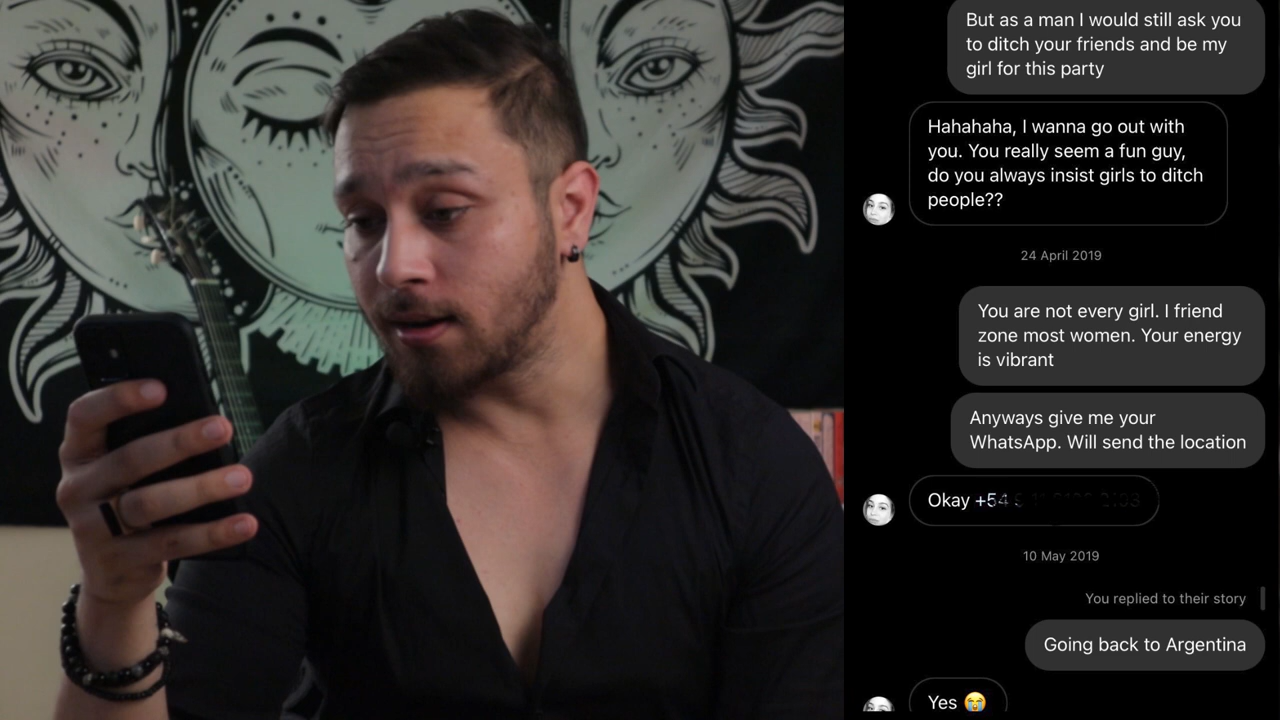 But as a man I would still ask you
to ditch your friends and be my
girl for this party
Hahahaha, I wanna go out with
you. You really seem a fun guy,
do you always insist girls to ditch
people??
24 April 2019
You are not every girl. I friend
zone most women. Your energy
is vibrant
Anyways give me your
WhatsApp. Will send the location
Okay +54
10 May 2019
You replied to their story
Going back to Argentina
Yes 😭